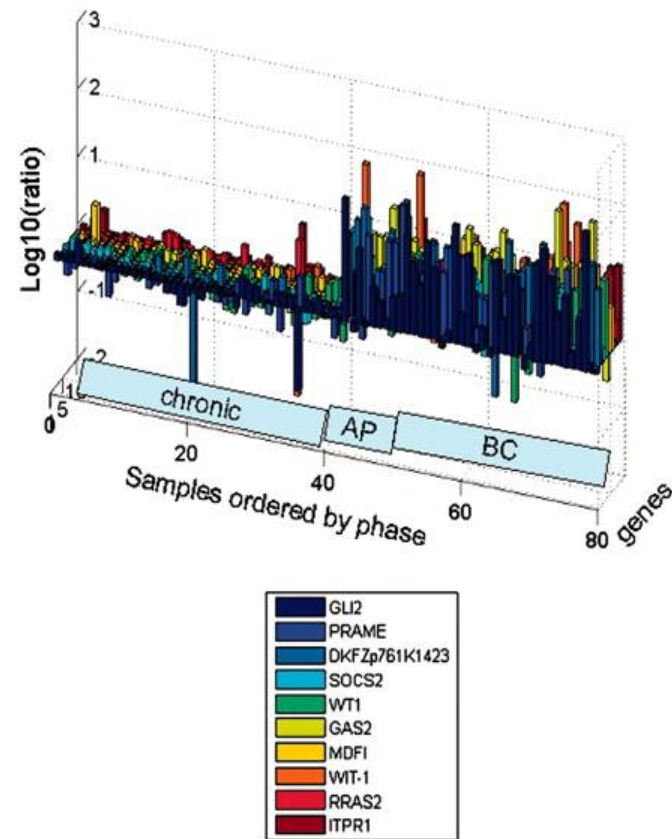 3
2
1
-1
-2
Log10(ratio)
chronic
AP
BC
1
5
0
20
40
60
80
Samples ordered by phase
genes
GLI2
PRAME
DKFZp761K1423
SOCS2
WT1
GAS2
MDFI
WIT-1
RRAS2
ITPR1